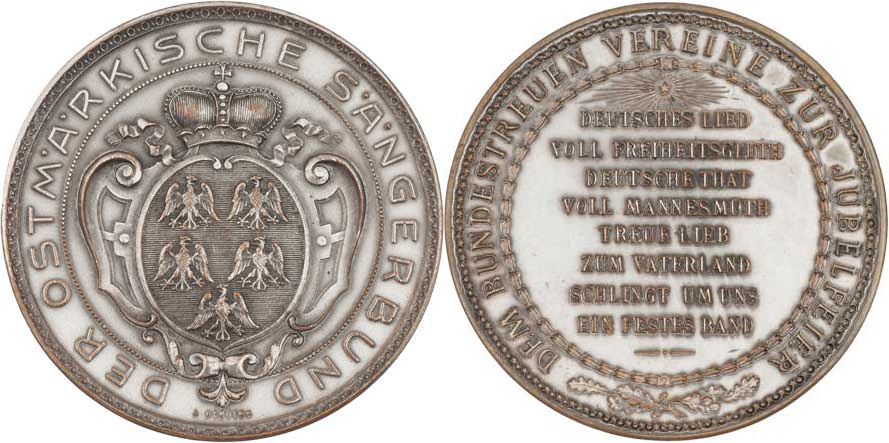 DER OSTMÄRKISCHE SÄNGERBUND
DEM BUNDESTREUEN VEREINE ZUR JUBELFEIER
DEUTSCHES LIED
VOLL FREIHEITSGLUTH
DEUTSCHE THAT
VOLL MANNESMUTH
TREUE LIEB
ZUM VATERLAND
SCHLINGT UM UNS
EIN FESTES BAND